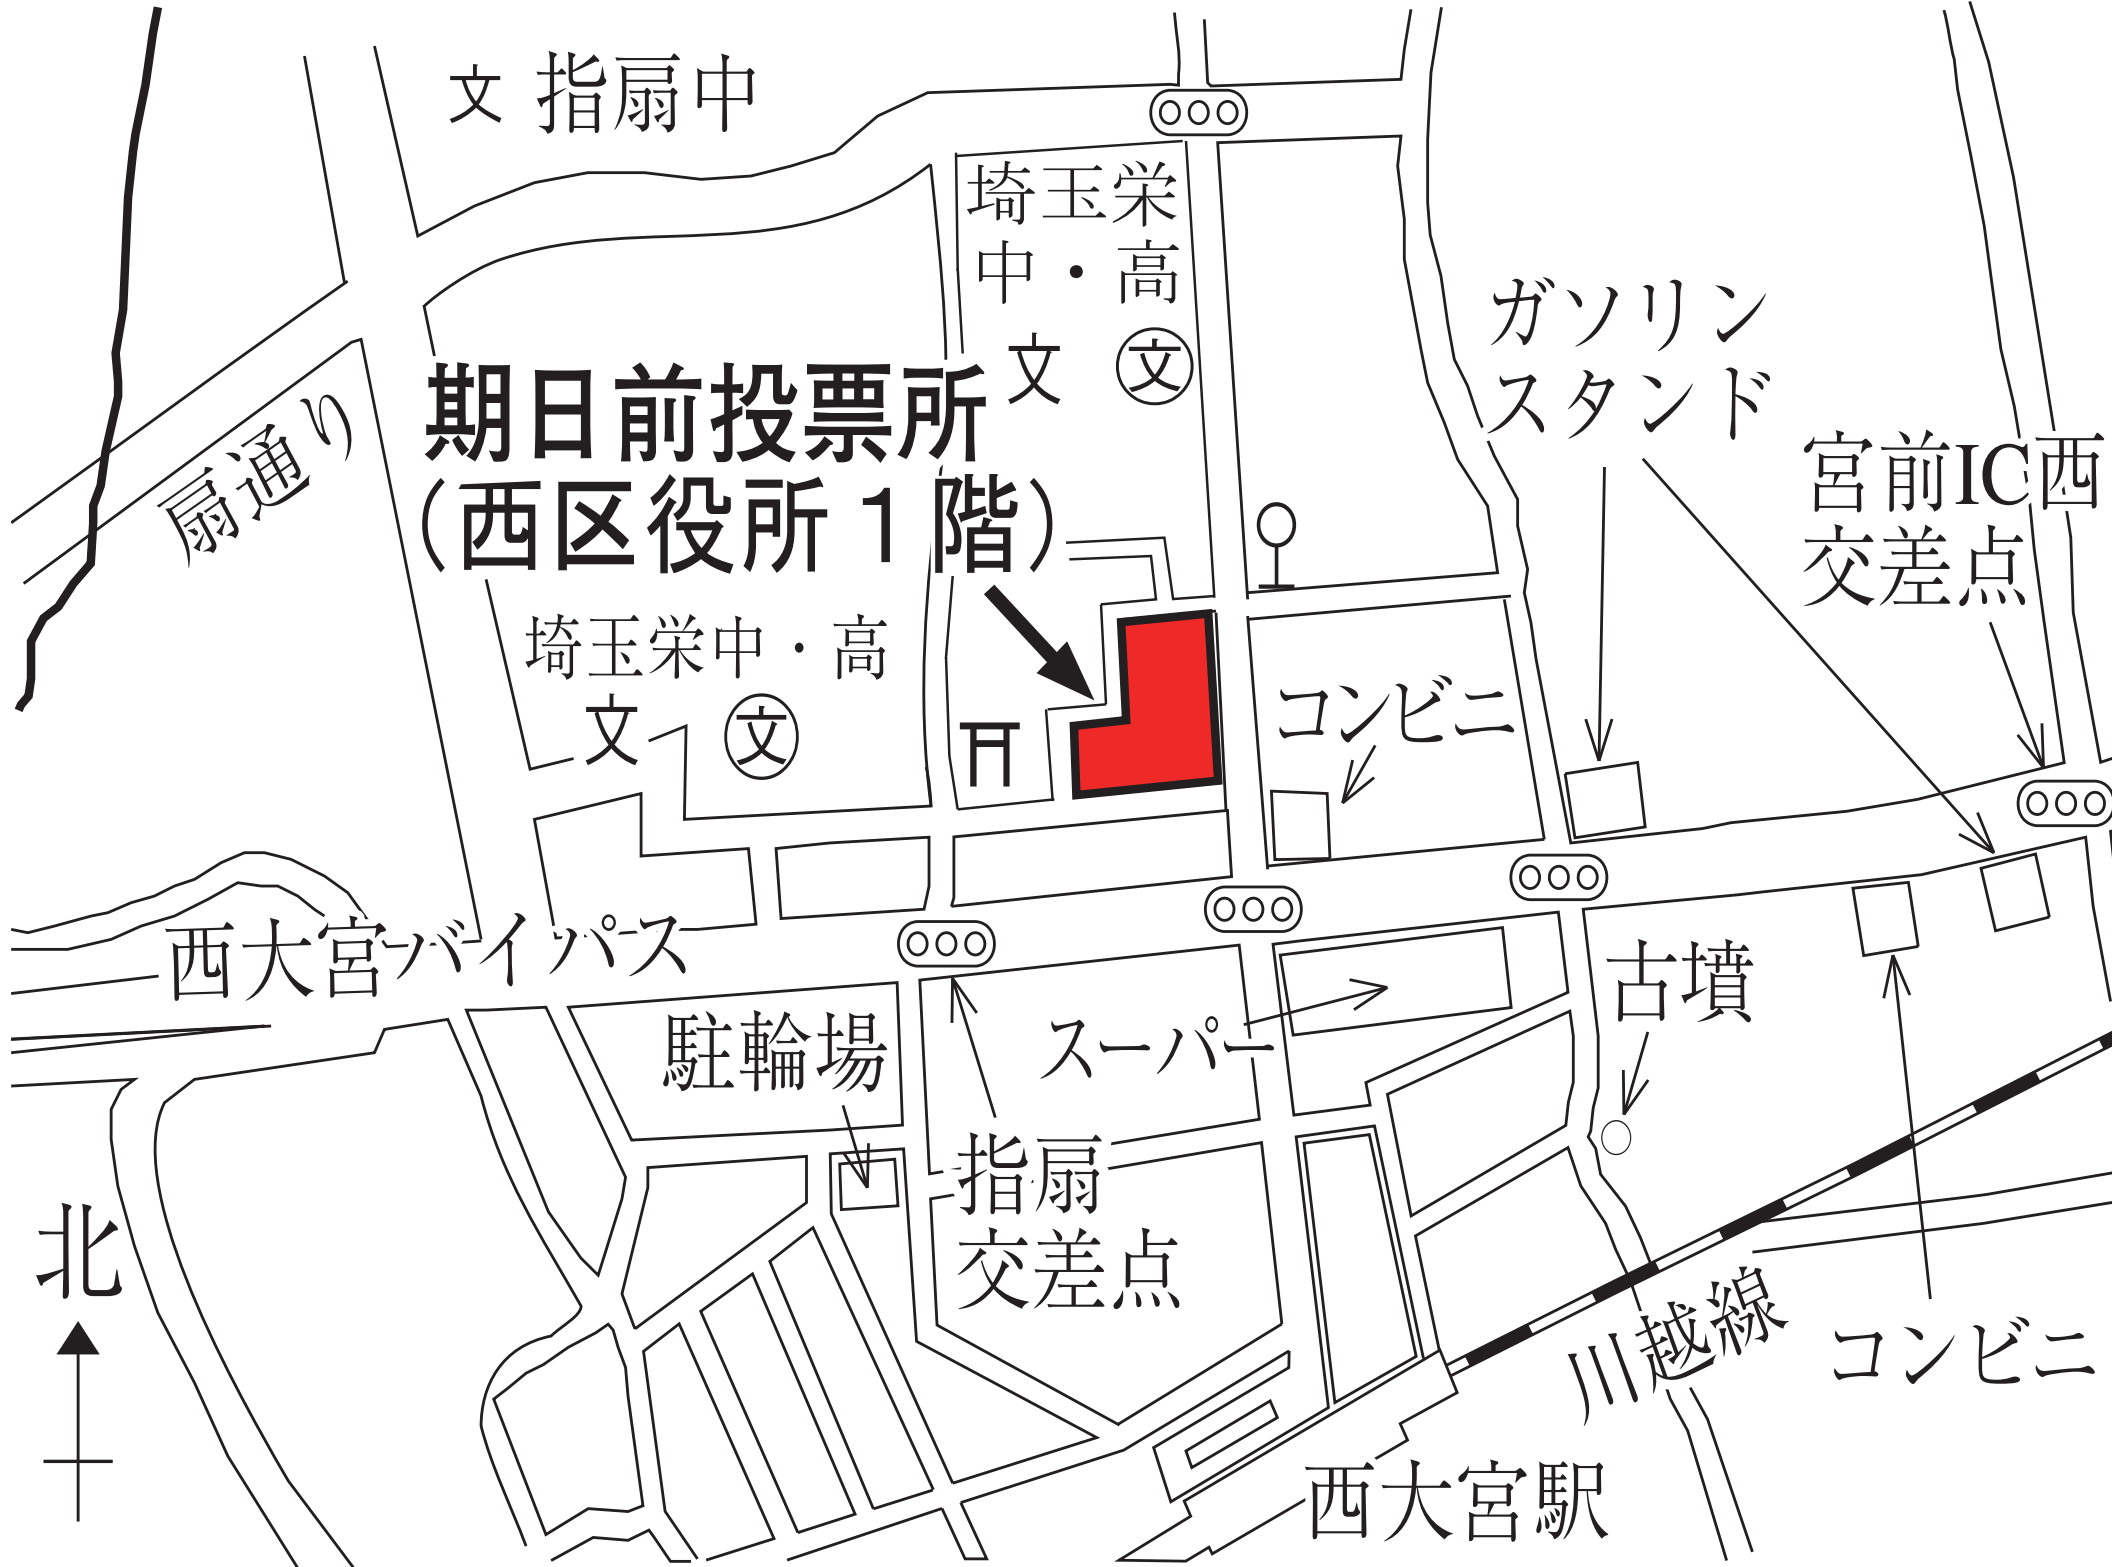 文 指扇中
埼玉栄
中・高
文 文
ガソリン
スタンド
期日前投票所
(西区役所1階)
扇通り
宮前IC西
交差点
埼玉栄中・高
文 文
コンビニ
西大宮バイパス
古墳
駐輪場
スーパー
指扇
交差点
北
川越線
コンビニ
西大宮駅